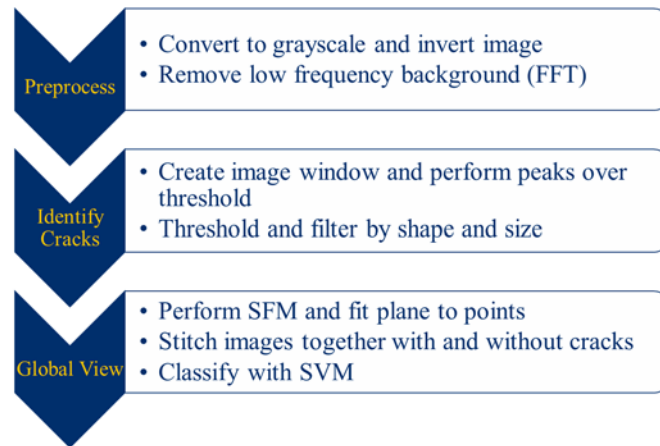 Preprocess
• Convert to grayscale and invert image
• Remove low frequency background (FFT)
Identify
Cracks
• Create image window and perform peaks over
threshold
• Threshold and filter by shape and size
Global View
• Perform SFM and fit plane to points
• Stitch images together with and without cracks
• Classify with SVM